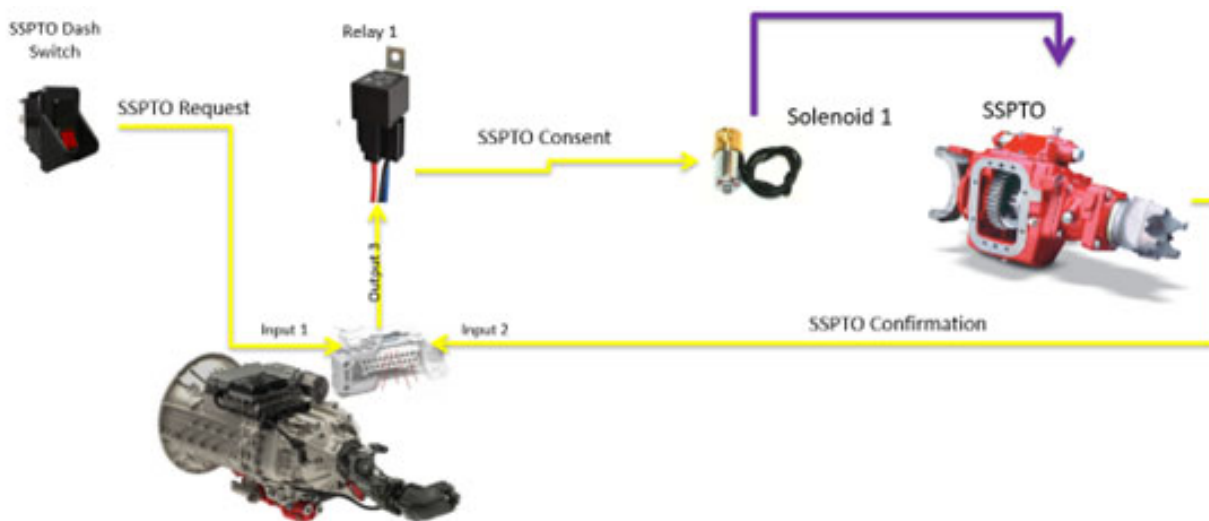 SSPTO Dash
Switch
Relay 1
SSPTO Request
SSPTO Consent
Solenoid 1
SSPTO
Output 3
Input 1
Input 2
SSPTO Confirmation